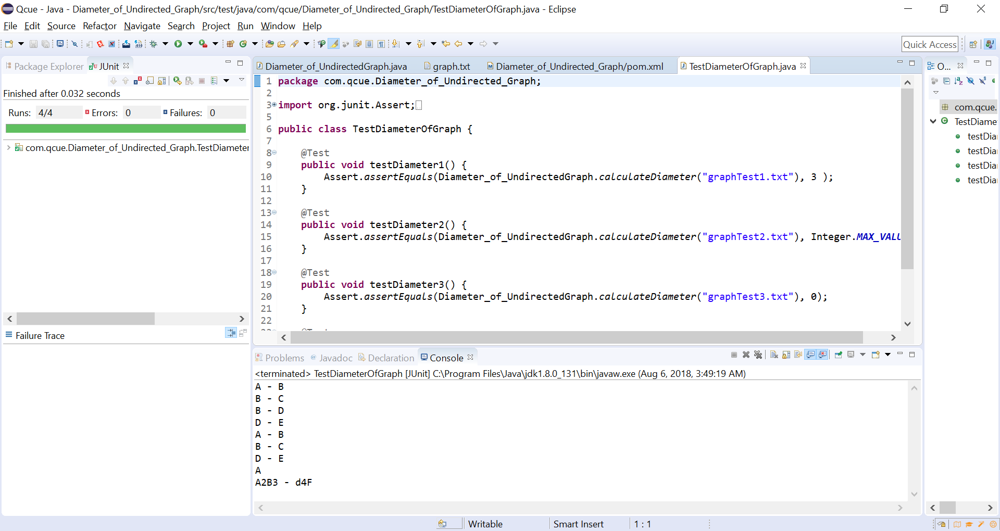 Qcue - Java - Diameter_of_Undirected_Graph/src/test/java/com/qcue/Diameter_of_Undirected_Graph/TestDiameterOfGraph.java - Eclipse
File Edit Source Refactor Navigate Search Project Run Window Help
Quick Access
Package Explorer JUnit
Finished after 0.032 seconds
Runs: 4/4 Errors: 0 Failures: 0
com.qcue.Diameter_of_Undirected_Graph.TestDiameter
Failure Trace
Diameter_of_UndirectedGraph.java graph.txt Diameter_of_Undirected_Graph/pom.xml TestDiameterOfGraph.java
1 package com.qcue.Diameter_of_Undirected_Graph;
2
3 import org.junit.Assert;
5
6 public class TestDiameterOfGraph {
7
8 @Test
9 public void testDiameter1() {
10 Assert.assertEquals(Diameter_of_UndirectedGraph.calculateDiameter("graphTest1.txt"), 3 );
11 }
12
13 @Test
14 public void testDiameter2() {
15 Assert.assertEquals(Diameter_of_UndirectedGraph.calculateDiameter("graphTest2.txt"), Integer.MAX_VALU
16 }
17
18 @Test
19 public void testDiameter3() {
20 Assert.assertEquals(Diameter_of_UndirectedGraph.calculateDiameter("graphTest3.txt"), 0);
21 }
22
O...
com.qcue.
TestDiame
testDia
testDia
testDia
testDia
Problems @ Javadoc Declaration Console
<terminated> TestDiameterOfGraph [JUnit] C:\Program Files\Java\jdk1.8.0_131\bin\javaw.exe (Aug 6, 2018, 3:49:19 AM)
A - B
B - C
B - D
D - E
A - B
B - C
D - E
A
A2B3 - d4F
Writable Smart Insert 1 : 1